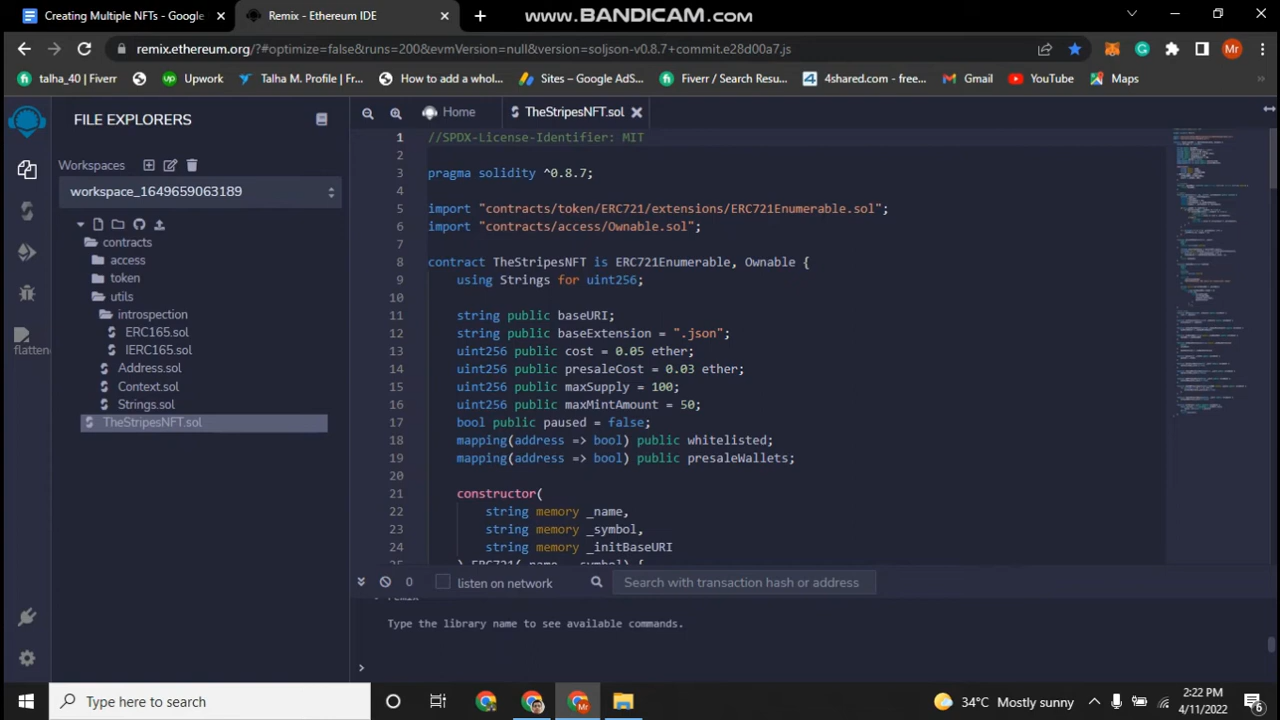 Creating Multiple NFTs - Google
Remix - Ethereum IDE
www.BANDICAM.com
remix.ethereum.org/?#optimize=false&runs=200&evmVersion=null&version=soljson-v0.8.7+commit.e28d00a7.js
Mr
talha_40 | Fiverr
Upwork
Talha M. Profile | Fr...
How to add a whol...
Sites – Google AdS...
Fiverr / Search Resu...
4shared.com - free...
Gmail
YouTube
Maps
FILE EXPLORERS
Home
TheStripesNFT.sol
Workspaces
workspace_1649659063189
contracts
access
token
utils
introspection
ERC165.sol
IERC165.sol
Address.sol
Context.sol
Strings.sol
TheStripesNFT.sol
flatten
1 //SPDX-License-Identifier: MIT
2
3 pragma solidity ^0.8.7;
4
5 import "contracts/token/ERC721/extensions/ERC721Enumerable.sol";
6 import "contracts/access/Ownable.sol";
7
8 contract TheStripesNFT is ERC721Enumerable, Ownable {
9 using Strings for uint256;
10
11 string public baseURI;
12 string public baseExtension = ".json";
13 uint256 public cost = 0.05 ether;
14 uint256 public presaleCost = 0.03 ether;
15 uint256 public maxSupply = 100;
16 uint256 public maxMintAmount = 50;
17 bool public paused = false;
18 mapping(address => bool) public whitelisted;
19 mapping(address => bool) public presaleWallets;
20
21 constructor(
22 string memory _name,
23 string memory _symbol,
24 string memory _initBaseURI
25 ) ERC721(_name, _symbol) {
0
listen on network
Search with transaction hash or address
remix
Type the library name to see available commands.
>
Type here to search
Mr
34°C Mostly sunny
2:22 PM
4/11/2022
6